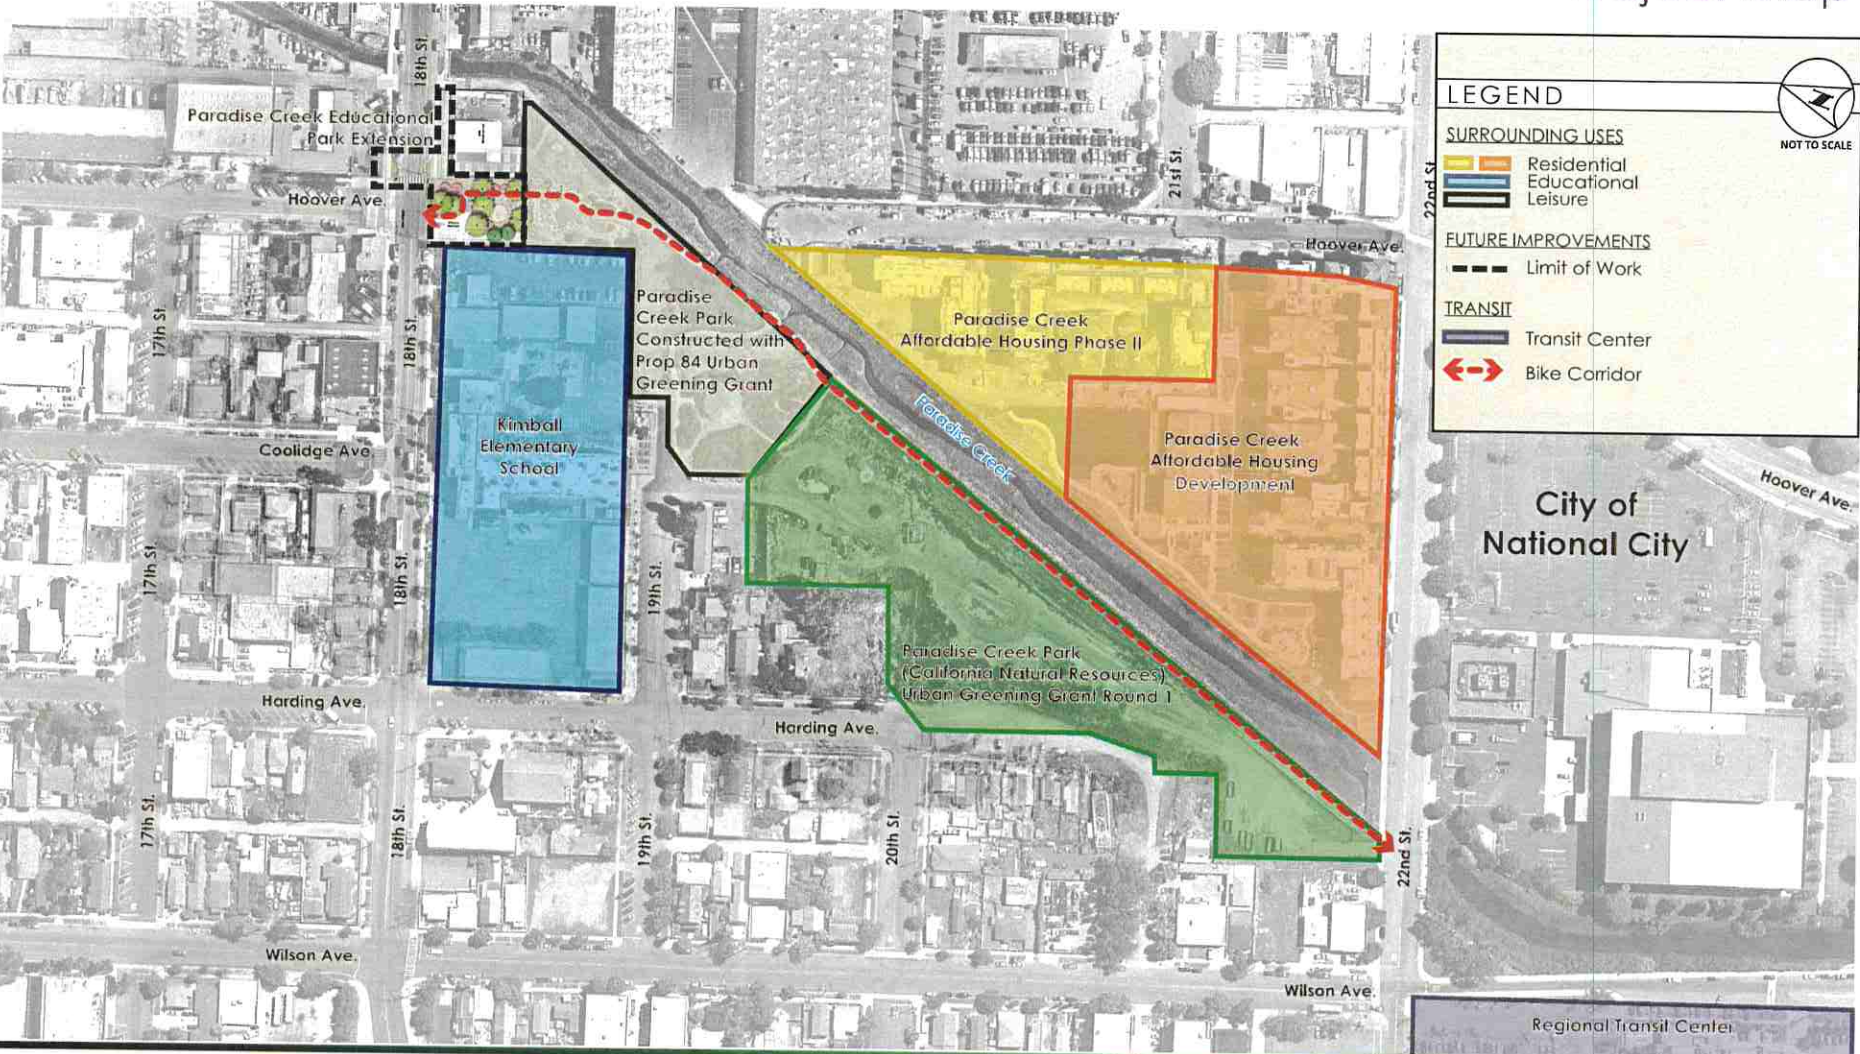 18th St.
Paradise Creek Educational
Park Extension
Hoover Ave.
21st St.
22nd St
Hoover Ave.
LEGEND
NOT TO SCALE
SURROUNDING USES
Residential
Educational
Leisure
FUTURE IMPROVEMENTS
Limit of Work
TRANSIT
Transit Center
Bike Corridor
17th St.
18th St.
Paradise
Creek Park
Constructed with
Prop 84 Urban
Greening Grant
Paradise Creek
Affordable Housing Phase II
Paradise Creek
Kimball
Elementary
School
Coolidge Ave.
Paradise Creek
Affordable Housing
Development
City of
National City
Hoover Ave.
17th St.
18th St.
19th St.
Paradise Creek Park
(California Natural Resources)
Urban Greening Grant Round 1
Harding Ave.
Harding Ave.
17th St.
18th St.
19th St.
20th St.
22nd St.
Wilson Ave.
Wilson Ave.
Regional Transit Center